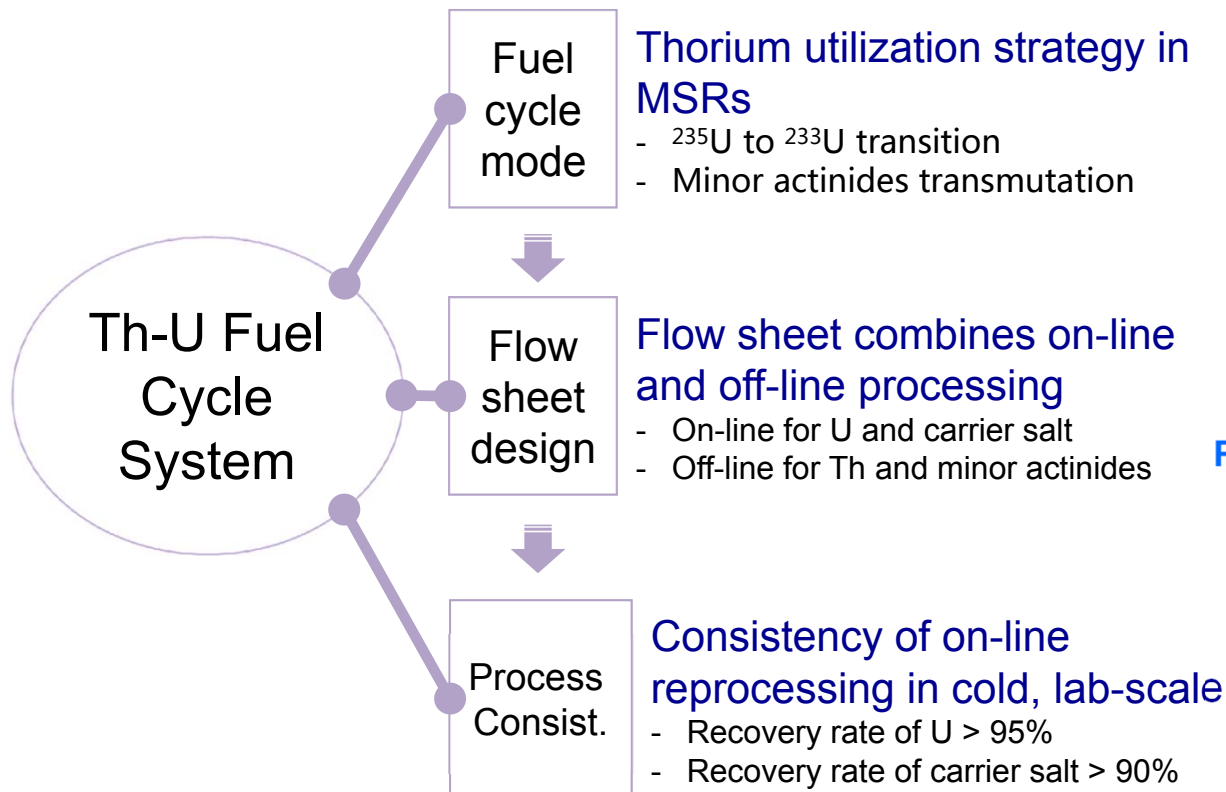 Fuel
cycle
mode
Thorium utilization strategy in
MSRs
- ²³⁵U to ²³³U transition
- Minor actinides transmutation
Th-U Fuel
Cycle
System
Flow
sheet
design
Flow sheet combines on-line
and off-line processing
- On-line for U and carrier salt
- Off-line for Th and minor actinides
Process
Consist.
Consistency of on-line
reprocessing in cold, lab-scale
- Recovery rate of U > 95%
- Recovery rate of carrier salt > 90%